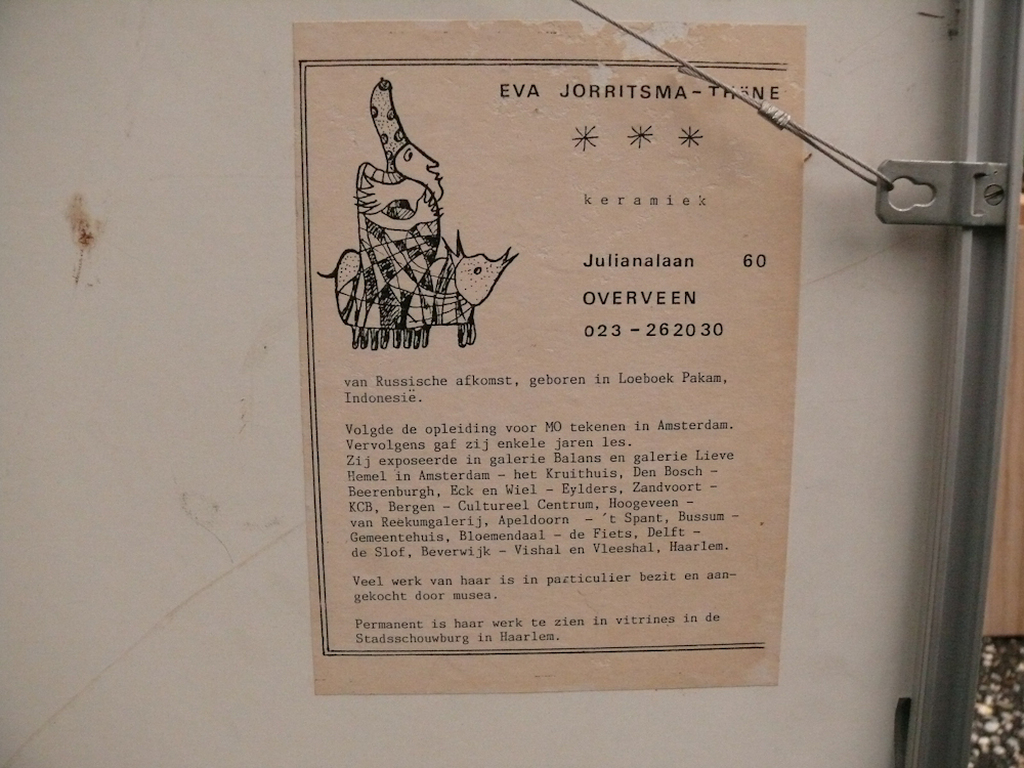 EVA JORRITSMA-THÖNE
keramiek
Julianalaan 60
OVERVEEN
023-262030
van Russische afkomst, geboren in Loeboek Pakam,
Indonesië.
Volgde de opleiding voor MO tekenen in Amsterdam.
Vervolgens gaf zij enkele jaren les.
Zij exposeerde in galerie Balans en galerie Lieve
Hemel in Amsterdam - het Kruithuis, Den Bosch -
Beerenburgh, Eck en Wiel - Eylders, Zandvoort -
KCB, Bergen - Cultureel Centrum, Hoogeveen -
van Reekumgalerij, Apeldoorn - 't Spant, Bussum -
Gemeentehuis, Bloemendaal - de Fiets, Delft -
de Slof, Beverwijk - Vishal en Vleeshal, Haarlem.
Veel werk van haar is in particulier bezit en aan-
gekocht door musea.
Permanent is haar werk te zien in vitrines in de
Stadsschouwburg in Haarlem.